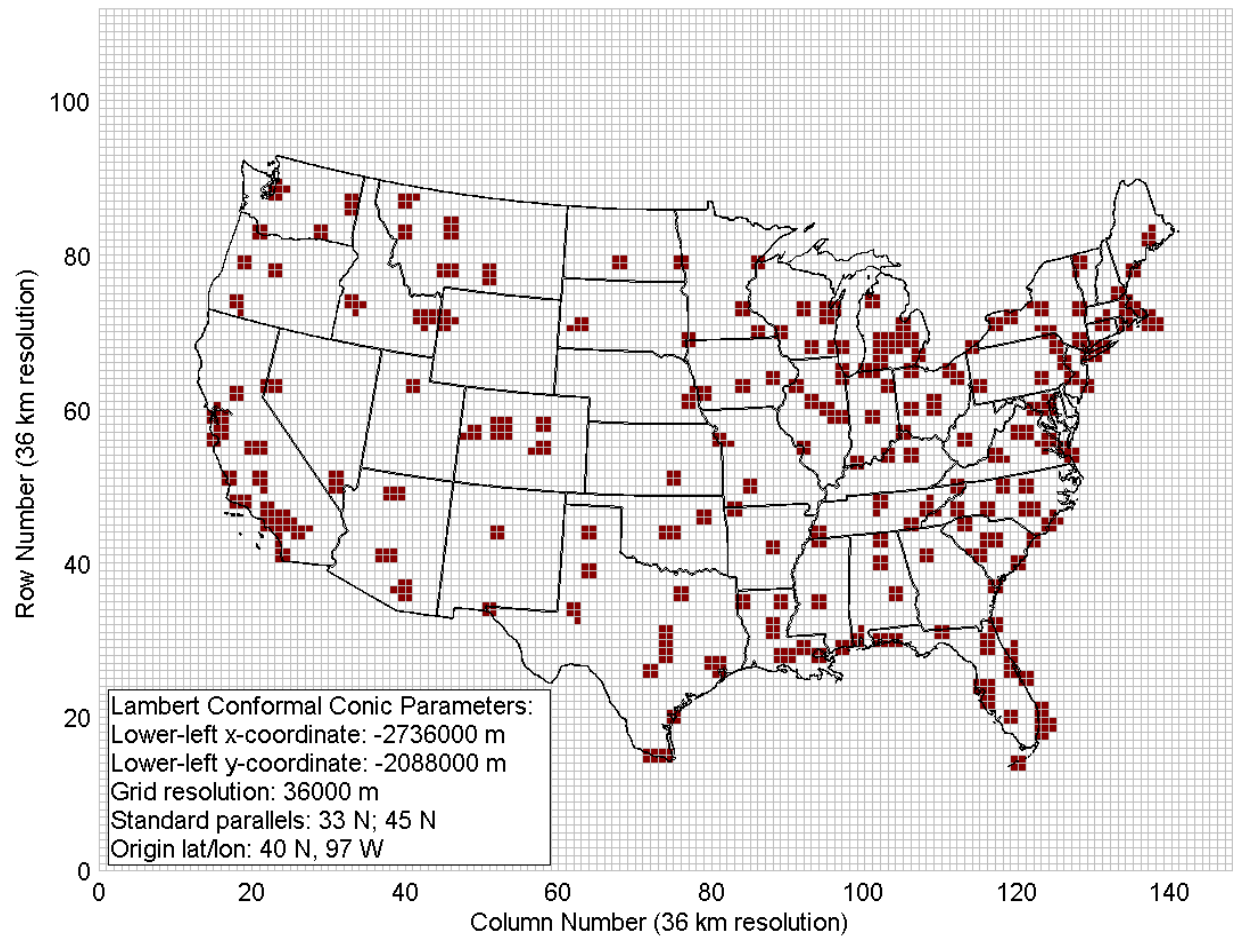 100
80
60
40
20
0
Row Number (36 km resolution)
Lambert Conformal Conic Parameters:
Lower-left x-coordinate: -2736000 m
Lower-left y-coordinate: -2088000 m
Grid resolution: 36000 m
Standard parallels: 33 N; 45 N
Origin lat/lon: 40 N, 97 W
0 20 40 60 80 100 120 140
Column Number (36 km resolution)